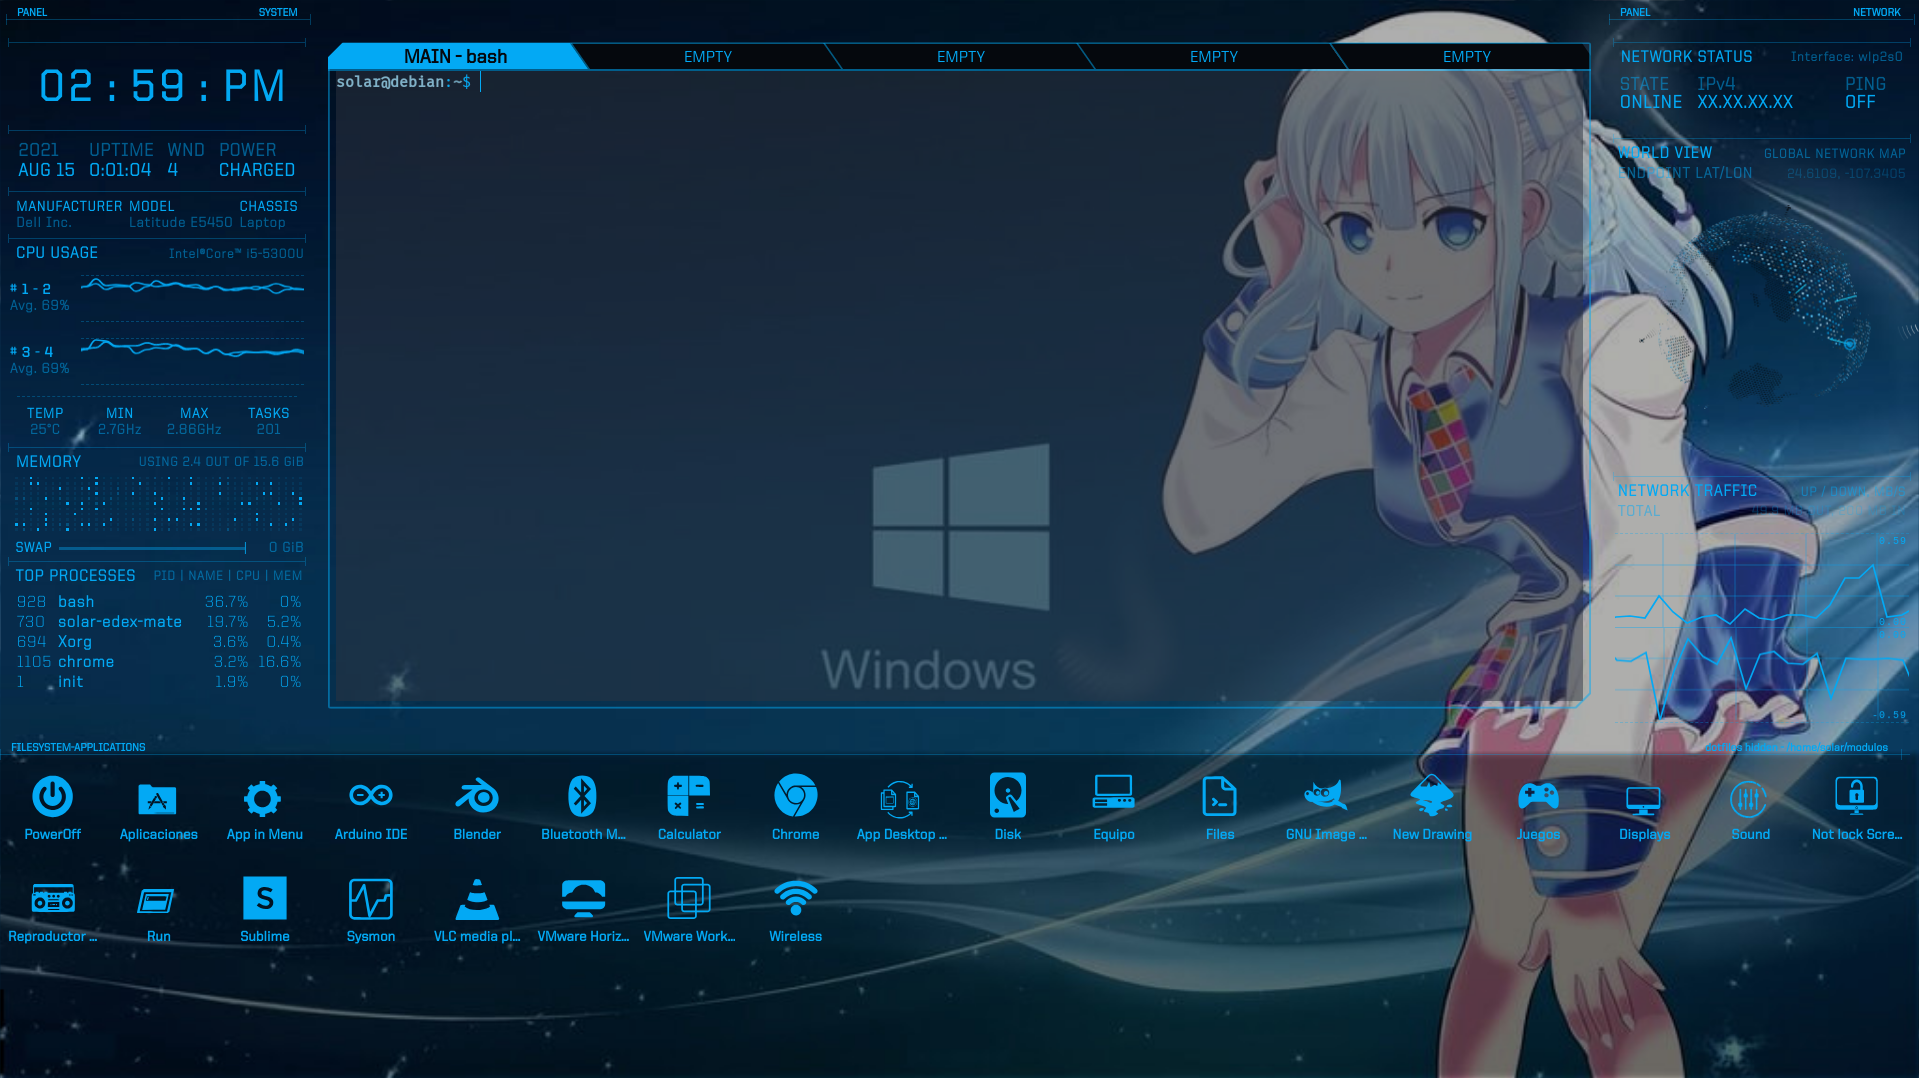 PANEL SYSTEM
02 : 59 : PM
2021 UPTIME WND POWER
AUG 15 0:01:04 4 CHARGED
MANUFACTURER MODEL CHASSIS
Dell Inc. Latitude E5450 Laptop
CPU USAGE Intel®Core™ i5-5300U
# 1 - 2
Avg. 69%
# 3 - 4
Avg. 69%
TEMP MIN MAX TASKS
25°C 2.7GHz 2.88GHz 201
MEMORY USING 2.4 OUT OF 15.6 GiB
SWAP 0 GiB
TOP PROCESSES PID | NAME | CPU | MEM
928 bash 36.7% 0%
730 solar-edex-mate 19.7% 5.2%
694 Xorg 3.6% 0.4%
1105 chrome 3.2% 16.6%
1 init 1.9% 0%
MAIN - bash EMPTY EMPTY EMPTY EMPTY
solar@debian:~$
Windows
PANEL NETWORK
NETWORK STATUS Interface: wlp2s0
STATE IPv4 PING
ONLINE XX.XX.XX.XX OFF
WORLD VIEW GLOBAL NETWORK MAP
ENDPOINT LAT/LON 24.8109, -107.3405
NETWORK TRAFFIC UP / DOWN
TOTAL
0.59
-0.59
FILESYSTEM-APPLICATIONS
PowerOff Aplicaciones App in Menu Arduino IDE Blender Bluetooth M... Calculator Chrome App Desktop ... Disk Equipo Files GNU Image ... New Drawing Juegos Displays Sound Not lock Scre...
Reproductor ... Run Sublime Sysmon VLC media pl... VMware Horiz... VMware Work... Wireless
S